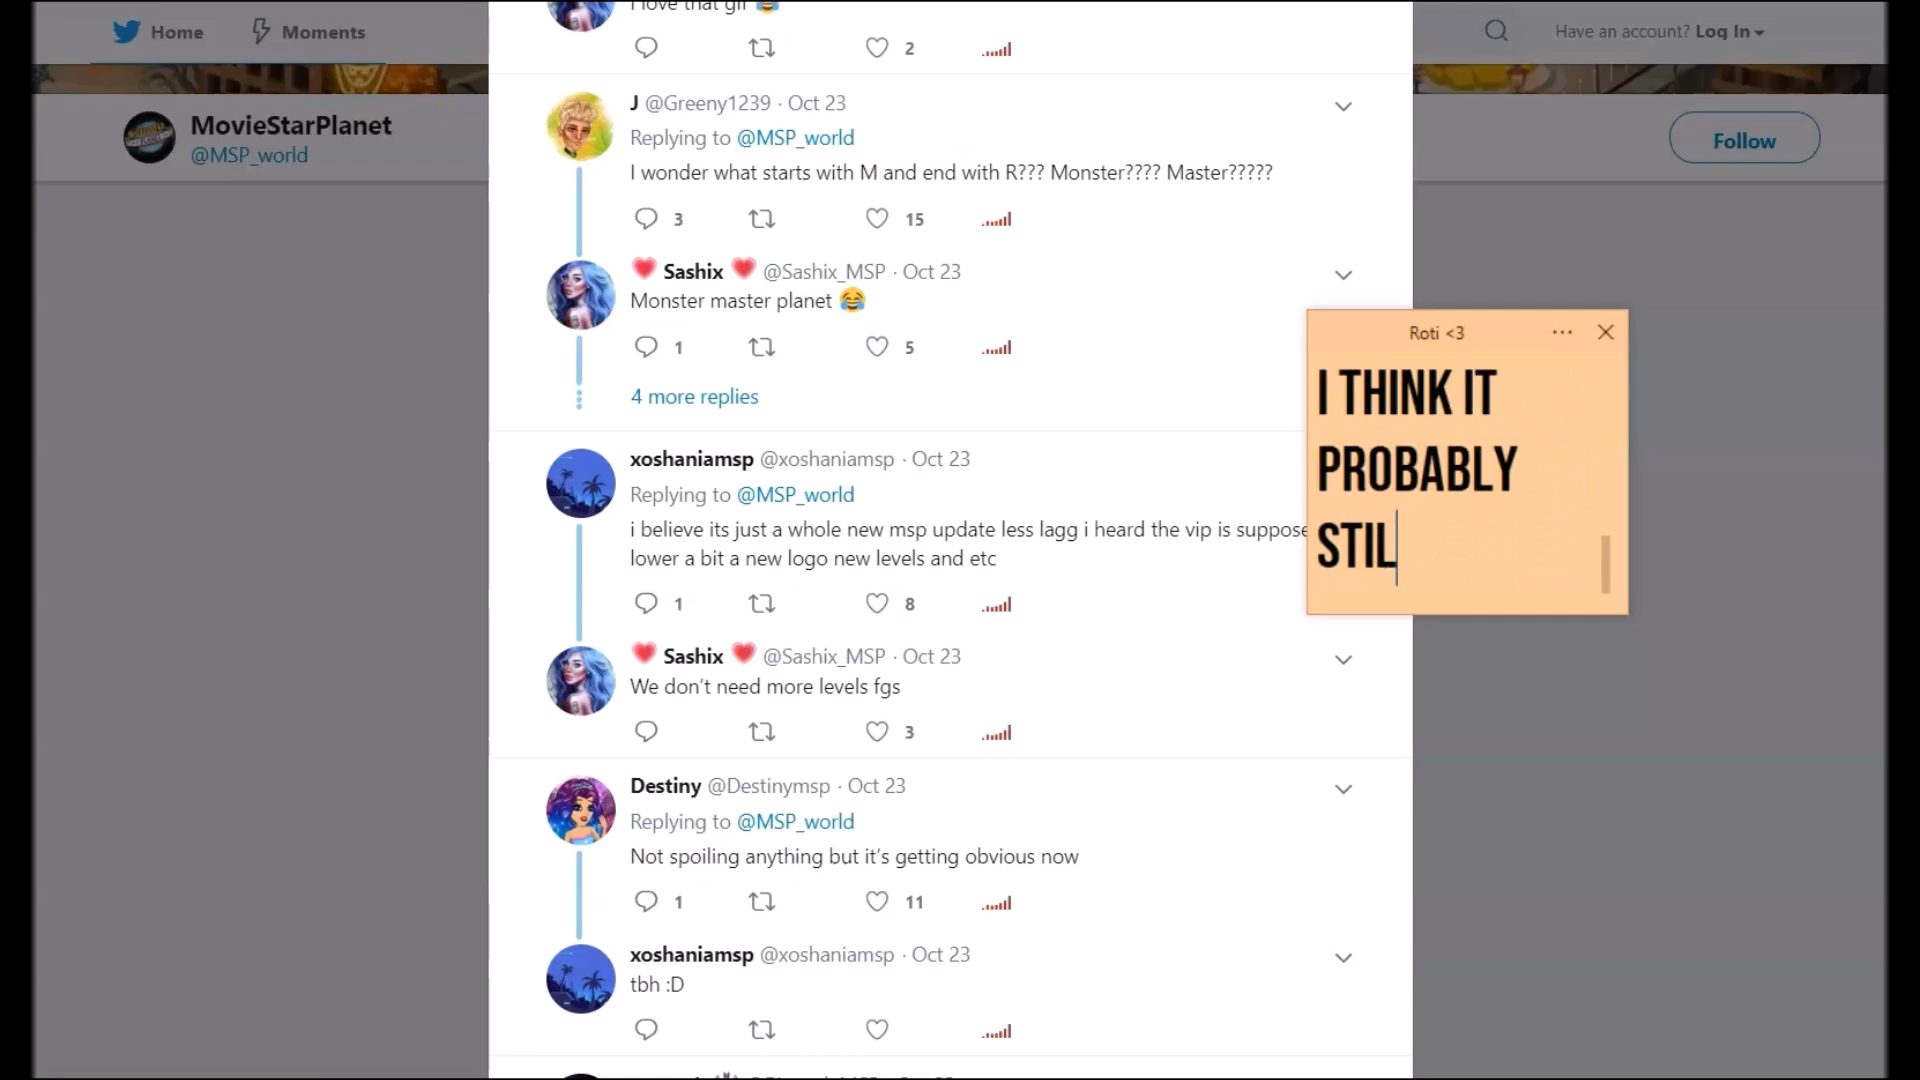 I love that gif 😂
Home
Moments
Have an account? Log In
2
MovieStarPlanet
@MSP_world
Follow
J @Greeny1239 · Oct 23
Replying to @MSP_world
I wonder what starts with M and end with R??? Monster???? Master?????
3
15
❤ Sashix ❤ @Sashix_MSP · Oct 23
Monster master planet 😂
1
5
4 more replies
Roti <3
I THINK IT
PROBABLY
STIL
xoshaniamsp @xoshaniamsp · Oct 23
Replying to @MSP_world
i believe its just a whole new msp update less lagg i heard the vip is suppose
lower a bit a new logo new levels and etc
1
8
❤ Sashix ❤ @Sashix_MSP · Oct 23
We don't need more levels fgs
3
Destiny @Destinymsp · Oct 23
Replying to @MSP_world
Not spoiling anything but it's getting obvious now
1
11
xoshaniamsp @xoshaniamsp · Oct 23
tbh :D